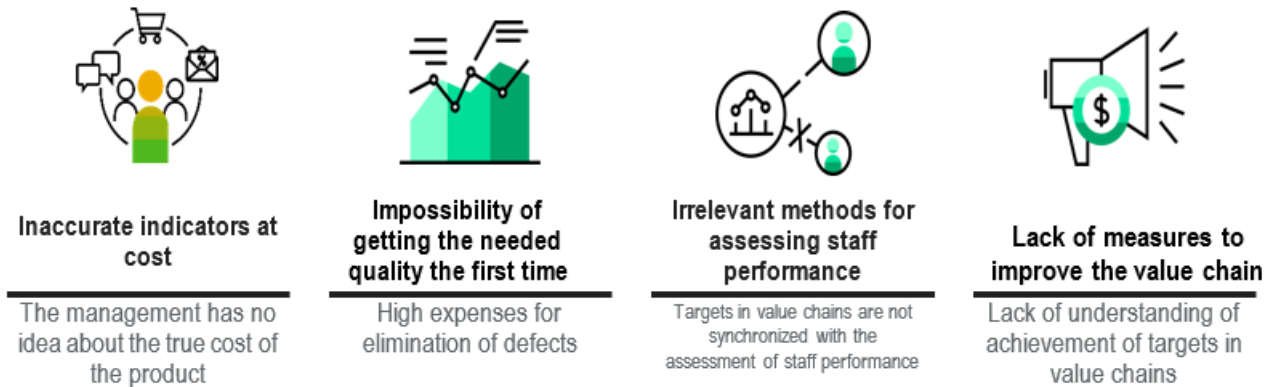 Inaccurate indicators at
cost
The management has no
idea about the true cost of
the product
Impossibility of
getting the needed
quality the first time
High expenses for
elimination of defects
Irrelevant methods for
assessing staff
performance
Targets in value chains are not
synchronized with the
assessment of staff performance
$
Lack of measures to
improve the value chain
Lack of understanding of
achievement of targets in
value chains